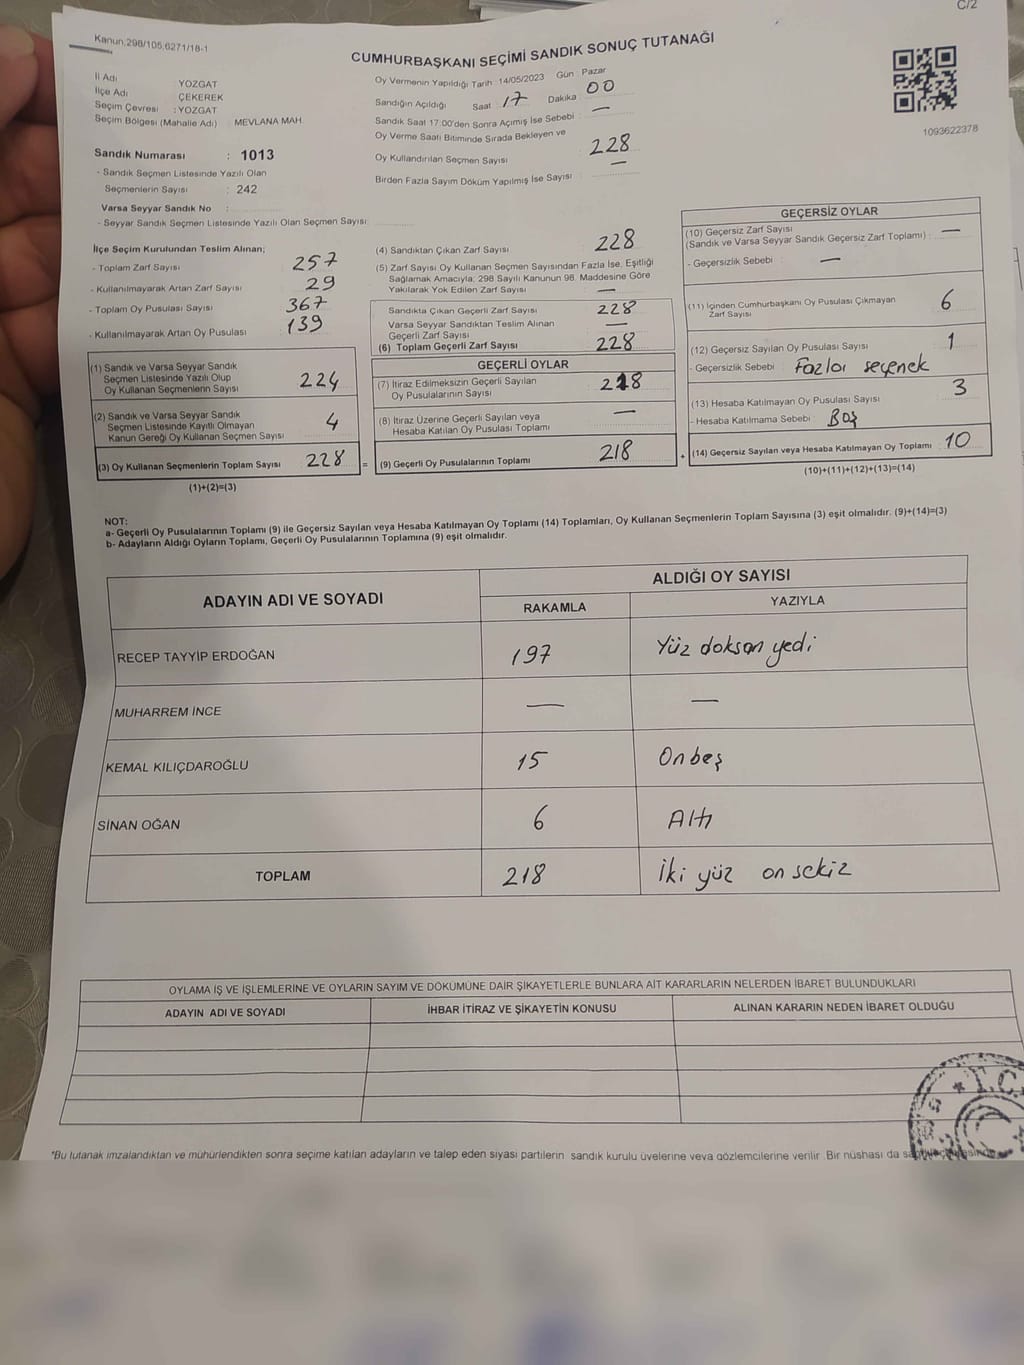 C/2
Kanun.298/105,6271/18-1
CUMHURBAŞKANI SEÇİMİ SANDIK SONUÇ TUTANAĞI
İl Adı YOZGAT
İlçe Adı ÇEKEREK
Seçim Çevresi : YOZGAT
Seçim Bölgesi (Mahalle Adı) MEVLANA MAH.
Sandık Numarası : 1013
- Sandık Seçmen Listesinde Yazılı Olan
Seçmenlerin Sayısı : 242
Varsa Seyyar Sandık No :
- Seyyar Sandık Seçmen Listesinde Yazılı Olan Seçmen Sayısı:
Oy Vermenin Yapıldığı Tarih 14/05/2023 Gün Pazar
Sandığın Açıldığı Saat 17 Dakika 00
Sandık Saat 17:00'den Sonra Açılmış İse Sebebi : —
Oy Verme Saati Bitiminde Sırada Bekleyen ve
Oy Kullandırılan Seçmen Sayısı : 228
Birden Fazla Sayım Döküm Yapılmış İse Sayısı : —
1093622378
İlçe Seçim Kurulundan Teslim Alınan;
- Toplam Zarf Sayısı 257
- Kullanılmayarak Artan Zarf Sayısı 29
- Toplam Oy Pusulası Sayısı 367
- Kullanılmayarak Artan Oy Pusulası 139
(1) Sandık ve Varsa Seyyar Sandık
Seçmen Listesinde Yazılı Olup
Oy Kullanan Seçmenlerin Sayısı 224
(2) Sandık ve Varsa Seyyar Sandık
Seçmen Listesinde Kayıtlı Olmayan
Kanun Gereği Oy Kullanan Seçmen Sayısı 4
(3) Oy Kullanan Seçmenlerin Toplam Sayısı 228 =
(1)+(2)=(3)
(4) Sandıktan Çıkan Zarf Sayısı 228
(5) Zarf Sayısı Oy Kullanan Seçmen Sayısından Fazla İse, Eşitliği
Sağlamak Amacıyla; 298 Sayılı Kanunun 98. Maddesine Göre
Yakılarak Yok Edilen Zarf Sayısı —
Sandıkta Çıkan Geçerli Zarf Sayısı 228
Varsa Seyyar Sandıktan Teslim Alınan
Geçerli Zarf Sayısı —
(6) Toplam Geçerli Zarf Sayısı 228
GEÇERLİ OYLAR
(7) İtiraz Edilmeksizin Geçerli Sayılan
Oy Pusulalarının Sayısı 218
(8) İtiraz Üzerine Geçerli Sayılan veya
Hesaba Katılan Oy Pusulası Toplamı —
(9) Geçerli Oy Pusulalarının Toplamı 218 +
GEÇERSİZ OYLAR
(10) Geçersiz Zarf Sayısı
(Sandık ve Varsa Seyyar Sandık Geçersiz Zarf Toplamı) : —
- Geçersizlik Sebebi : —
(11) İçinden Cumhurbaşkanı Oy Pusulası Çıkmayan
Zarf Sayısı 6
(12) Geçersiz Sayılan Oy Pusulası Sayısı 1
- Geçersizlik Sebebi : Fazla seçenek
(13) Hesaba Katılmayan Oy Pusulası Sayısı 3
- Hesaba Katılmama Sebebi : Boş
(14) Geçersiz Sayılan veya Hesaba Katılmayan Oy Toplamı 10
(10)+(11)+(12)+(13)=(14)
NOT:
a- Geçerli Oy Pusulalarının Toplamı (9) ile Geçersiz Sayılan veya Hesaba Katılmayan Oy Toplamı (14) Toplamları, Oy Kullanan Seçmenlerin Toplam Sayısına (3) eşit olmalıdır. (9)+(14)=(3)
b- Adayların Aldığı Oyların Toplamı, Geçerli Oy Pusulalarının Toplamına (9) eşit olmalıdır.
ADAYIN ADI VE SOYADI ALDIĞI OY SAYISI
RAKAMLA YAZIYLA
RECEP TAYYİP ERDOĞAN 197 Yüz doksan yedi
MUHARREM İNCE — —
KEMAL KILIÇDAROĞLU 15 Onbeş
SİNAN OĞAN 6 Altı
TOPLAM 218 İki yüz on sekiz
OYLAMA İŞ VE İŞLEMLERİNE VE OYLARIN SAYIM VE DÖKÜMÜNE DAİR ŞİKAYETLERLE BUNLARA AİT KARARLARIN NELERDEN İBARET BULUNDUKLARI
ADAYIN ADI VE SOYADI İHBAR İTİRAZ VE ŞİKAYETİN KONUSU ALINAN KARARIN NEDEN İBARET OLDUĞU
T.C.
*Bu tutanak imzalandıktan ve mühürlendikten sonra seçime katılan adayların ve talep eden siyasi partilerin sandık kurulu üyelerine veya gözlemcilerine verilir. Bir nüshası da